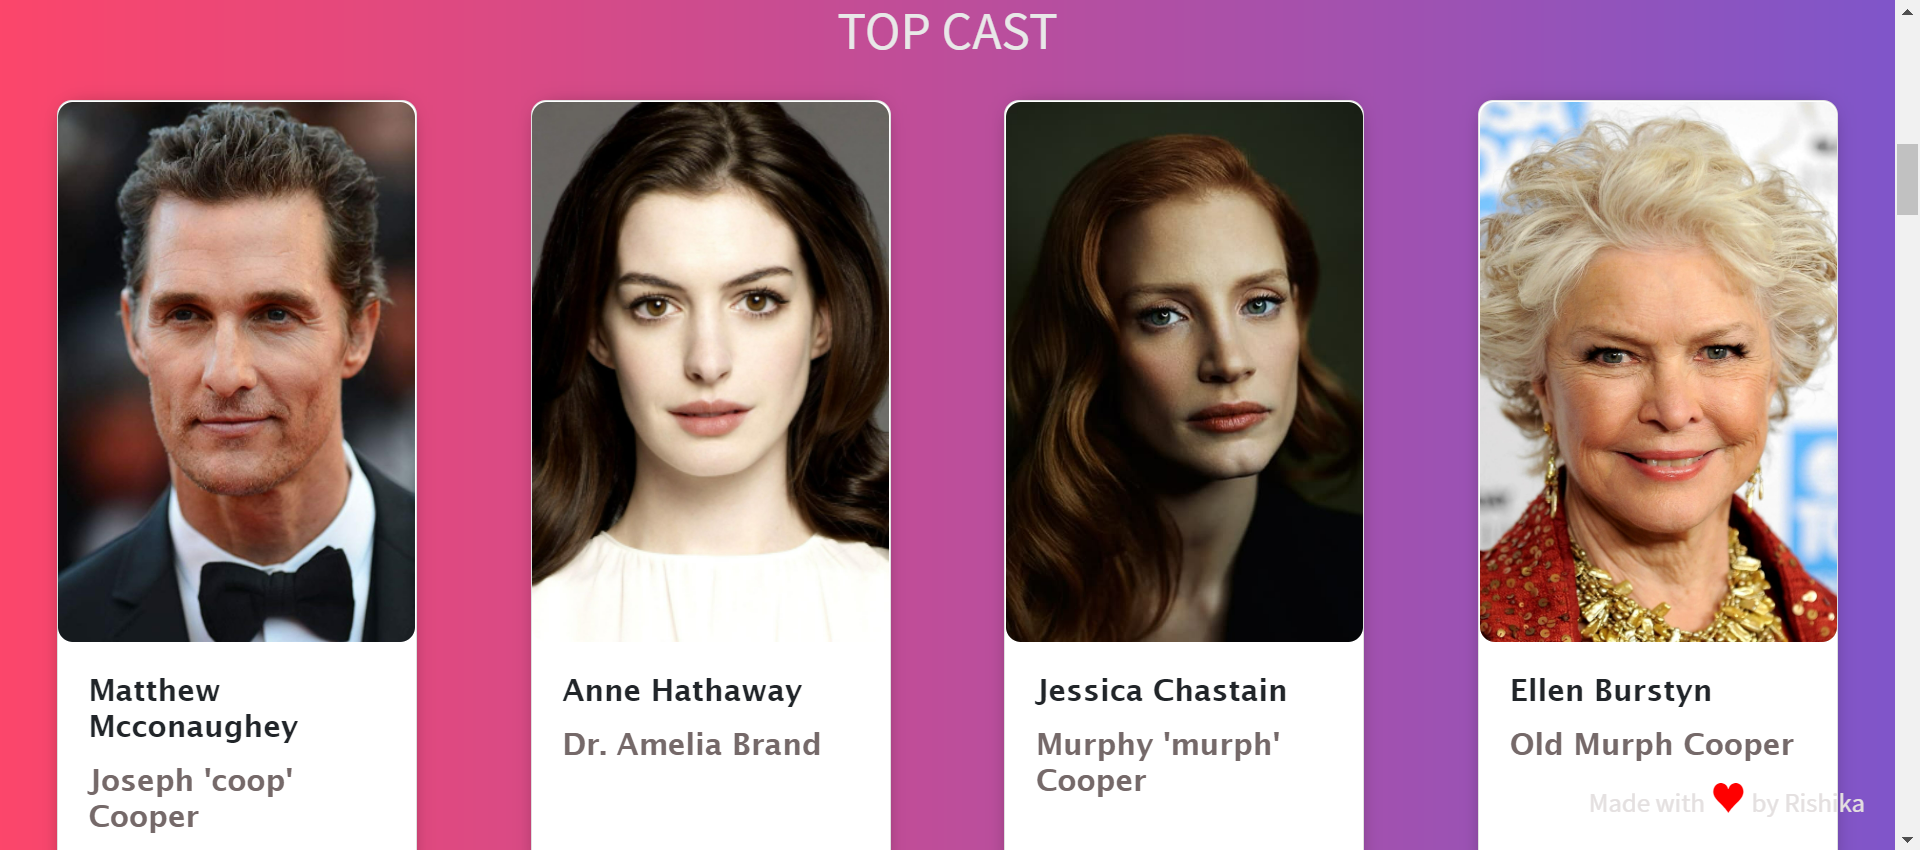 TOP CAST
Matthew
Mcconaughey
Joseph 'coop'
Cooper
Anne Hathaway
Dr. Amelia Brand
Jessica Chastain
Murphy 'murph'
Cooper
Ellen Burstyn
Old Murph Cooper
Made with ❤ by Rishika